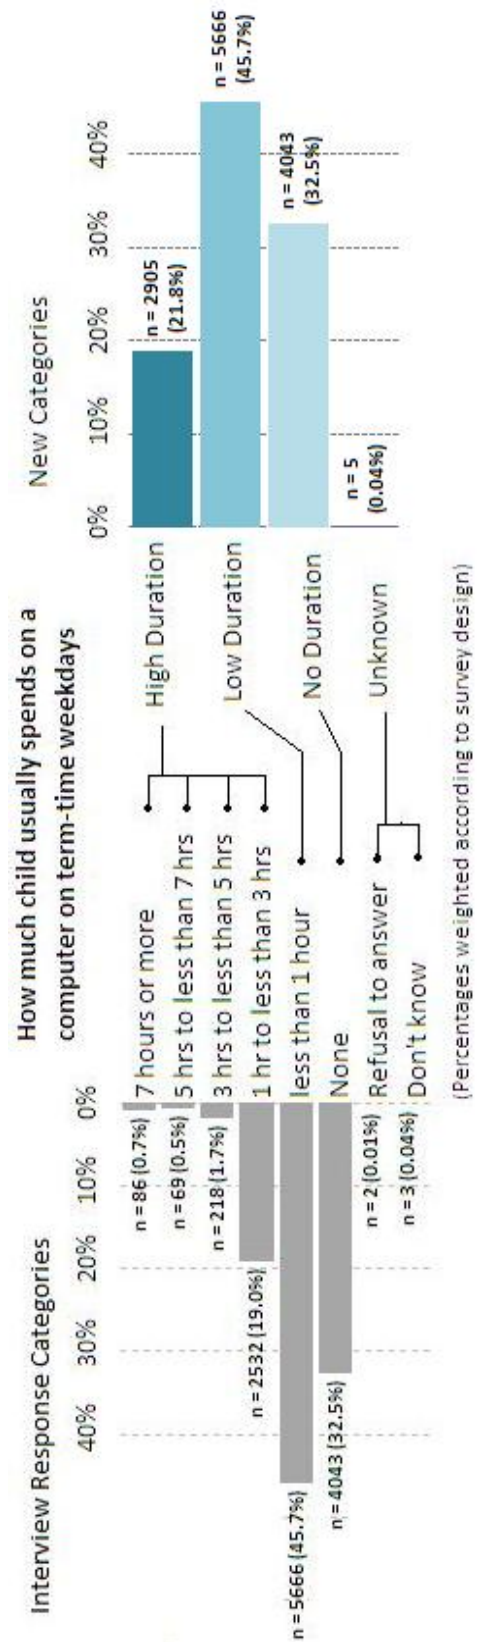 How much child usually spends on a
computer on term-time weekdays
Interview Response Categories
New Categories
40%
30%
20%
10%
0%
0%
10%
20%
30%
40%
n = 86 (0.7%)
7 hours or more
n = 69 (0.5%)
5 hrs to less than 7 hrs
n = 218 (1.7%)
3 hrs to less than 5 hrs
n = 2532 (19.0%)
1 hr to less than 3 hrs
n = 5666 (45.7%)
less than 1 hour
n = 4043 (32.5%)
None
n = 2 (0.01%)
Refusal to answer
n = 3 (0.04%)
Don't know
High Duration
n = 2905
(21.8%)
Low Duration
n = 5666
(45.7%)
No Duration
n = 4043
(32.5%)
Unknown
n = 5
(0.04%)
(Percentages weighted according to survey design)